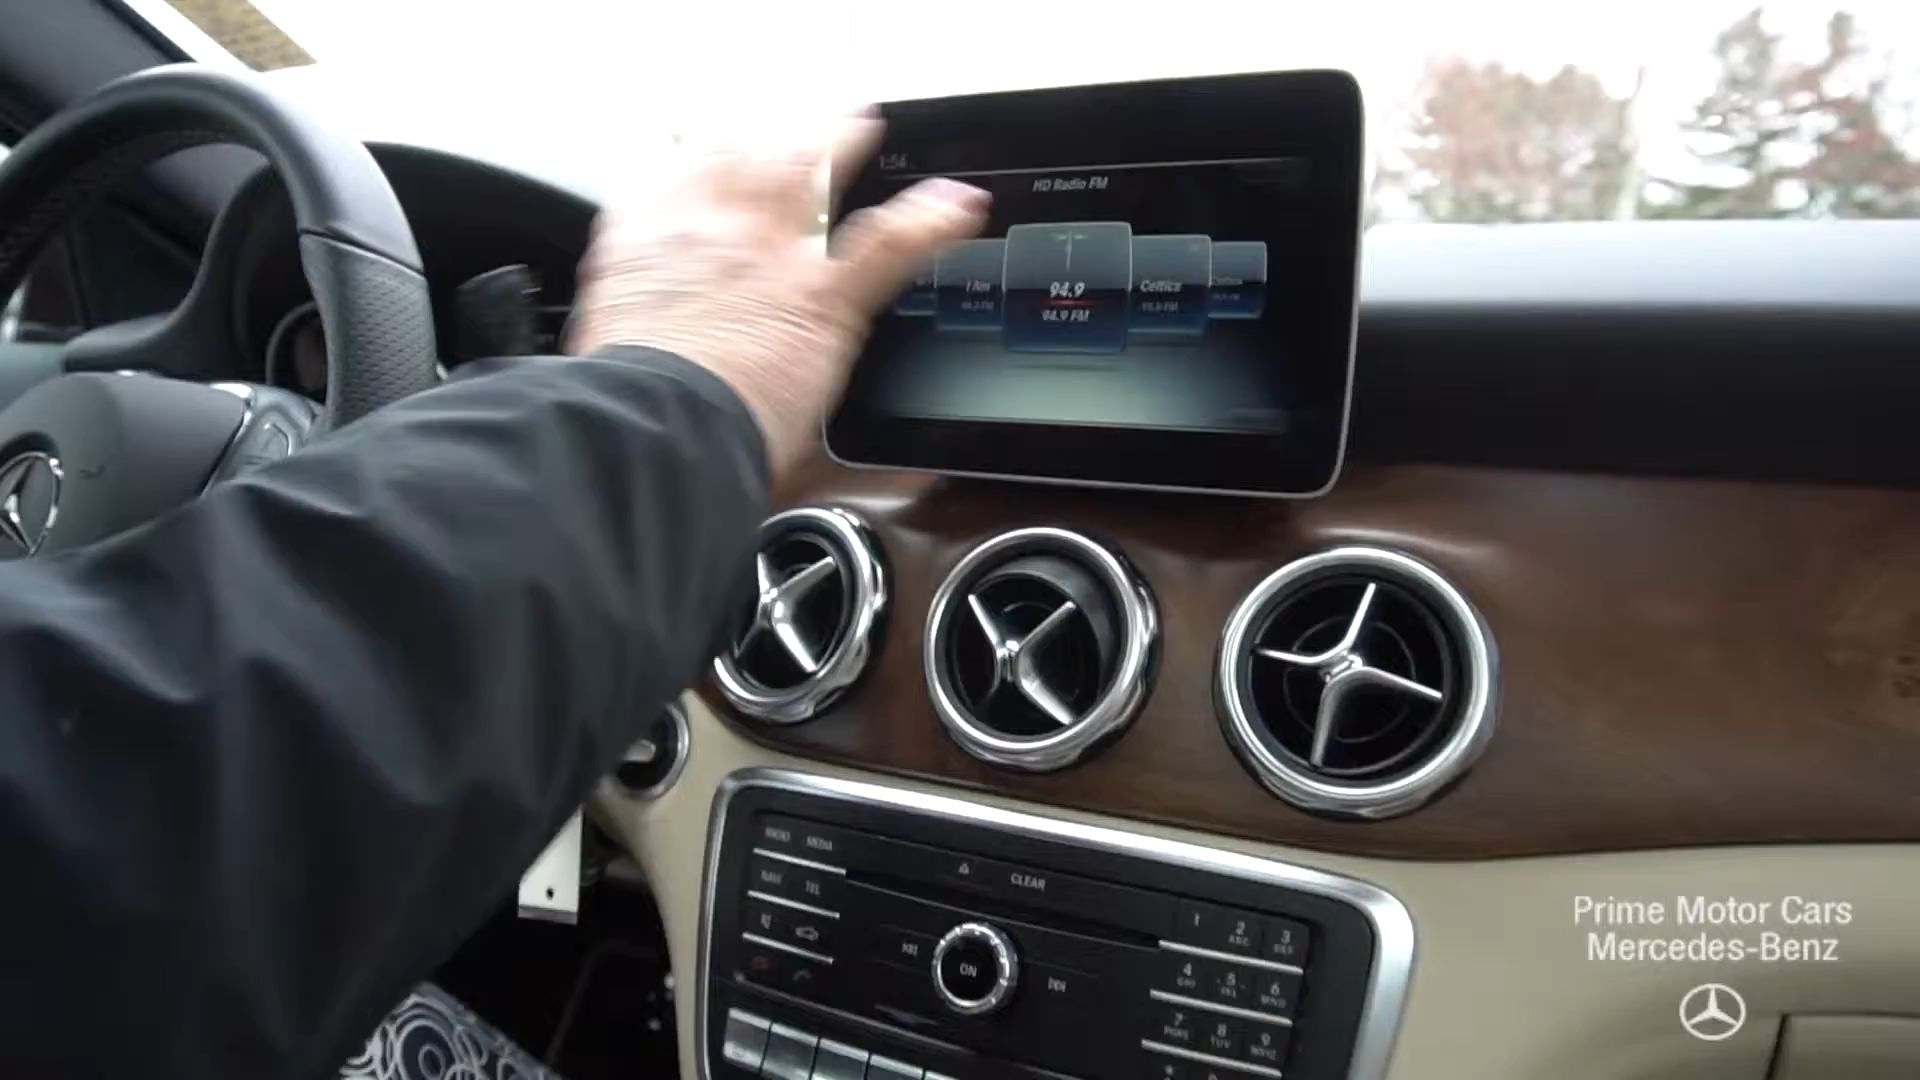 1:54
HD Radio FM
I Am
94.9
94.9 FM
Celtics
RADIO
MEDIA
NAVI
TEL
CLEAR
ON
1
2 ABC
3 DEF
4 GHI
5 JKL
6 MNO
7 PQRS
8 TUV
9 WXYZ
Prime Motor Cars
Mercedes-Benz